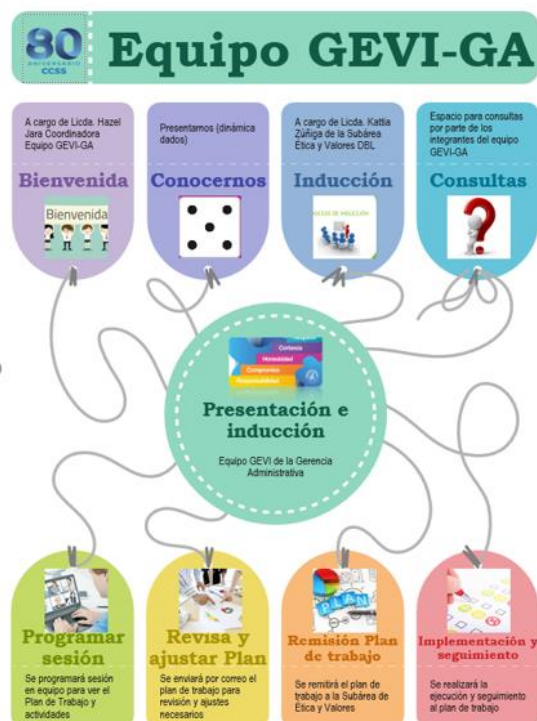 80
ANIVERSARIO
CCSS
Equipo GEVI-GA
A cargo de Licda. Hazel
Jara Coordinadora
Equipo GEVI-GA
Bienvenida
Bienvenida
Presentarnos (dinámica
dados)
Conocernos
A cargo de Licda. Kattia
Zúñiga de la Subárea
Ética y Valores DBL
Inducción
PROCESO DE INDUCCIÓN
Espacio para consultas
por parte de los
integrantes del equipo
GEVI-GA
Consultas
Cortesía
Honestidad
Compromiso
Responsabilidad
Presentación e
inducción
Equipo GEVI de la Gerencia
Administrativa
Programar
sesión
Se programará sesión
en equipo para ver el
Plan de Trabajo y
actividades
Revisa y
ajustar Plan
Se enviará por correo el
plan de trabajo para
revisión y ajustes
necesarios
PLAN
Remisión Plan
de trabajo
Se remitirá el plan de
trabajo a la Subárea de
Ética y Valores
Implementación y
seguimiento
Se realizará la
ejecución y seguimiento
al plan de trabajo